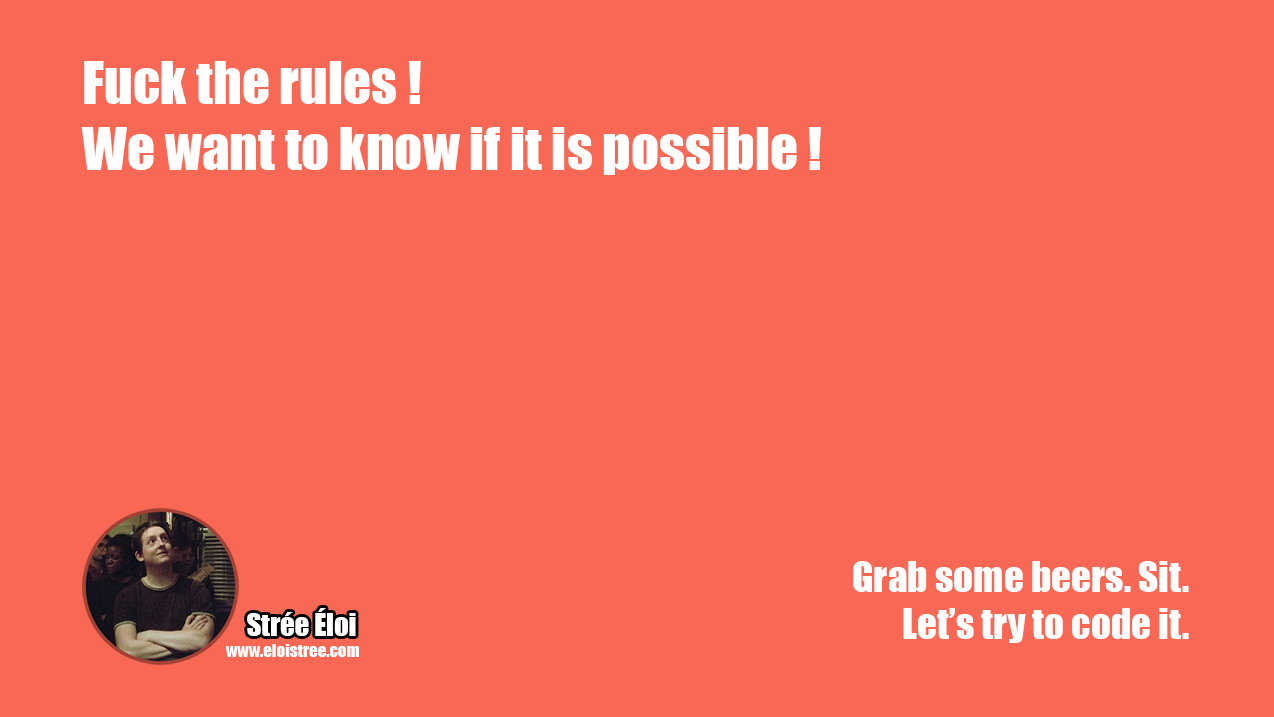 Fuck the rules !
We want to know if it is possible !
Grab some beers. Sit.
Let’s try to code it.
Strée Éloi
www.eloistree.com